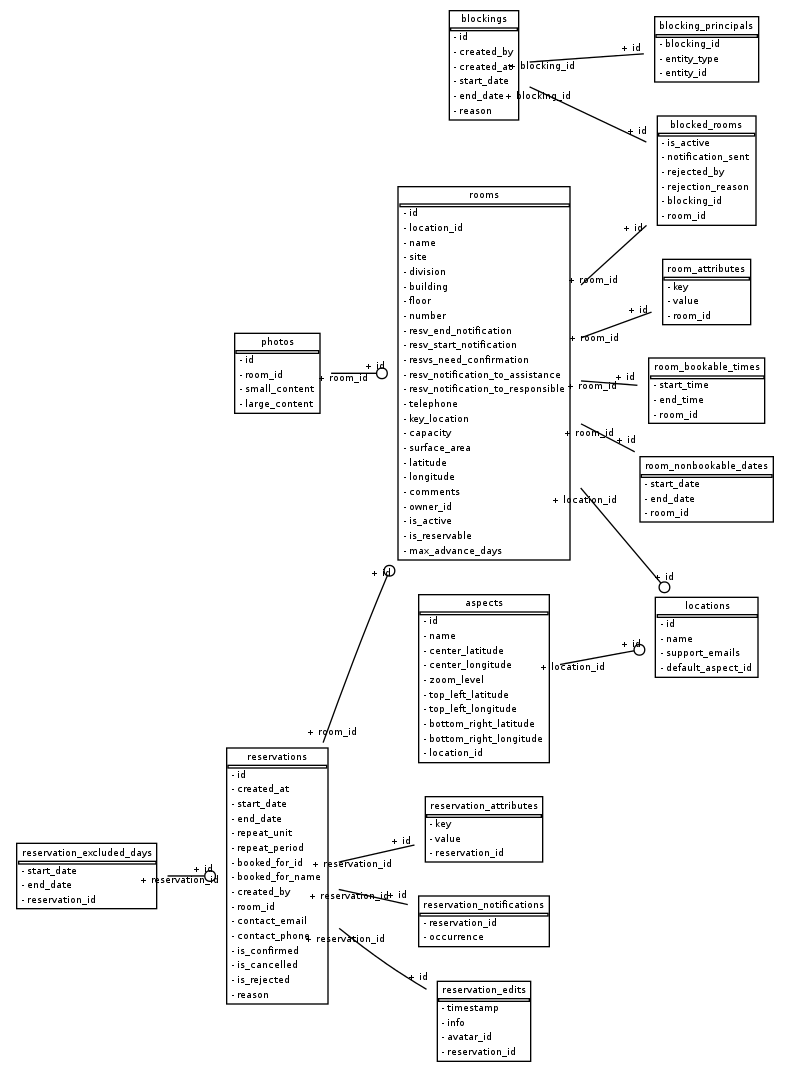 blockings
- id
- created_by
- created_at
- start_date
- end_date
- reason
+ blocking_id
+ blocking_id
+ id
+ id
blocking_principals
- blocking_id
- entity_type
- entity_id
blocked_rooms
- is_active
- notification_sent
- rejected_by
- rejection_reason
- blocking_id
- room_id
rooms
- id
- location_id
- name
- site
- division
- building
- floor
- number
- resv_end_notification
- resv_start_notification
- resvs_need_confirmation
- resv_notification_to_assistance
- resv_notification_to_responsible
- telephone
- key_location
- capacity
- surface_area
- latitude
- longitude
- comments
- owner_id
- is_active
- is_reservable
- max_advance_days
+ id
+ room_id
+ id
+ room_id
+ id
+ room_id
+ id
+ room_id
+ location_id
+ id
room_attributes
- key
- value
- room_id
room_bookable_times
- start_time
- end_time
- room_id
room_nonbookable_dates
- start_date
- end_date
- room_id
photos
- id
- room_id
- small_content
- large_content
+ id
+ room_id
+ id
locations
- id
- name
- support_emails
- default_aspect_id
aspects
- id
- name
- center_latitude
- center_longitude
- zoom_level
- top_left_latitude
- top_left_longitude
- bottom_right_latitude
- bottom_right_longitude
- location_id
+ id
+ location_id
+ id
+ room_id
reservations
- id
- created_at
- start_date
- end_date
- repeat_unit
- repeat_period
- booked_for_id
- booked_for_name
- created_by
- room_id
- contact_email
- contact_phone
- is_confirmed
- is_cancelled
- is_rejected
- reason
reservation_excluded_days
- start_date
- end_date
- reservation_id
+ id
+ reservation_id
+ id
+ reservation_id
+ reservation_id
+ id
+ reservation_id
+ id
reservation_attributes
- key
- value
- reservation_id
reservation_notifications
- reservation_id
- occurrence
reservation_edits
- timestamp
- info
- avatar_id
- reservation_id